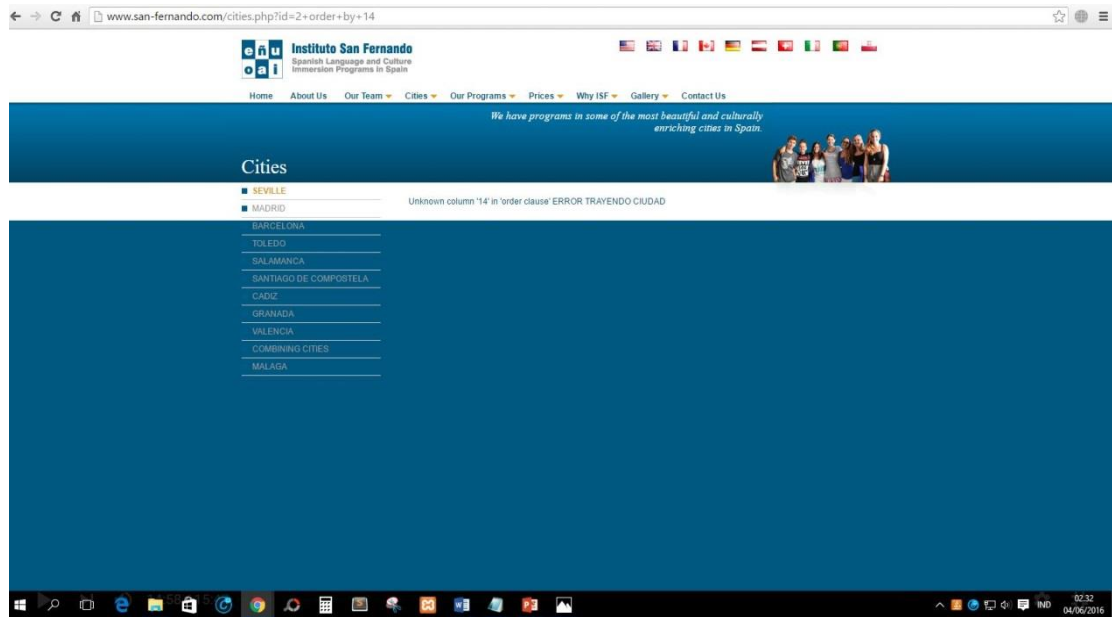 www.san-fernando.com/cities.php?id=2+order+by+14
eñu
oai
Instituto San Fernando
Spanish Language and Culture
Immersion Programs in Spain
Home About Us Our Team Cities Our Programs Prices Why ISF Gallery Contact Us
We have programs in some of the most beautiful and culturally
enriching cities in Spain.
Cities
SEVILLE
MADRID
BARCELONA
TOLEDO
SALAMANCA
SANTIAGO DE COMPOSTELA
CADIZ
GRANADA
VALENCIA
COMBINING CITIES
MALAGA
Unknown column '14' in 'order clause' ERROR TRAYENDO CIUDAD
IND
02.32
04/06/2016